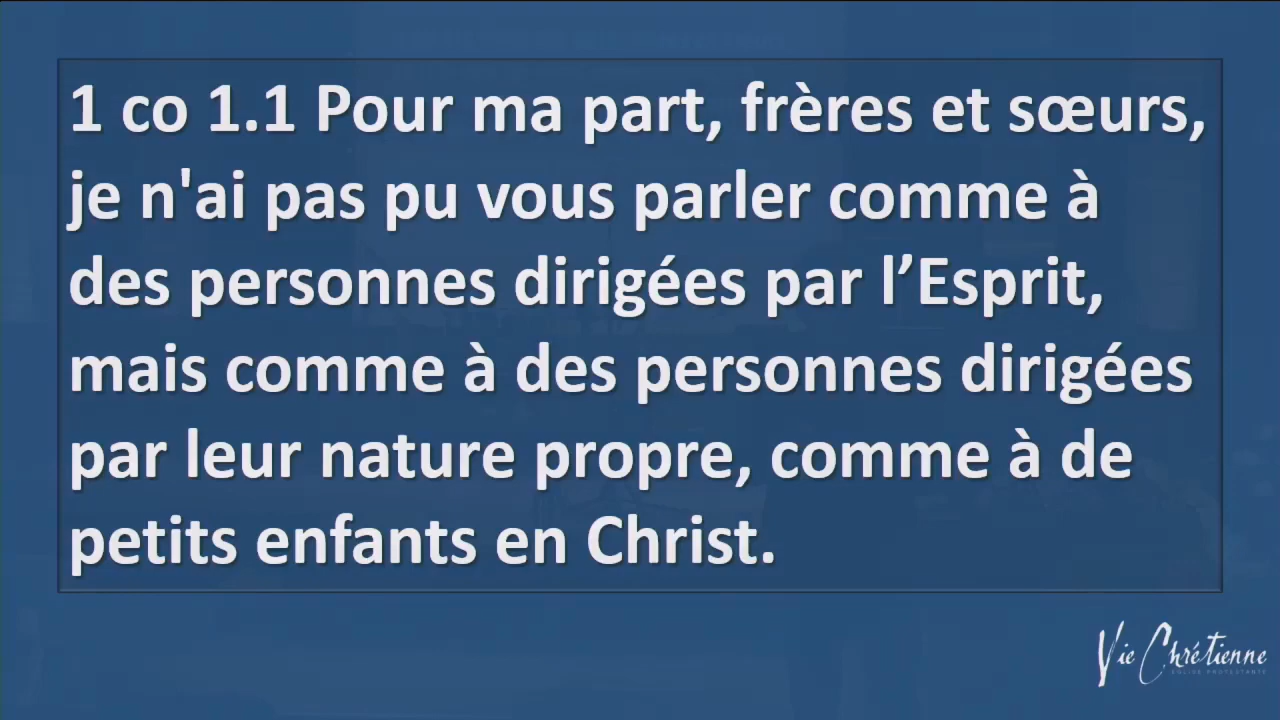 1 co 1.1 Pour ma part, frères et sœurs,
je n'ai pas pu vous parler comme à
des personnes dirigées par l’Esprit,
mais comme à des personnes dirigées
par leur nature propre, comme à de
petits enfants en Christ.
Vie Chrétienne
EGLISE PROTESTANTE